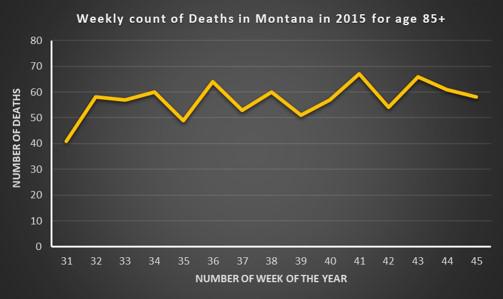 Weekly count of Deaths in Montana in 2015 for age 85+
80
70
60
50
40
30
20
10
0
NUMBER OF DEATHS
31 32 33 34 35 36 37 38 39 40 41 42 43 44 45
NUMBER OF WEEK OF THE YEAR